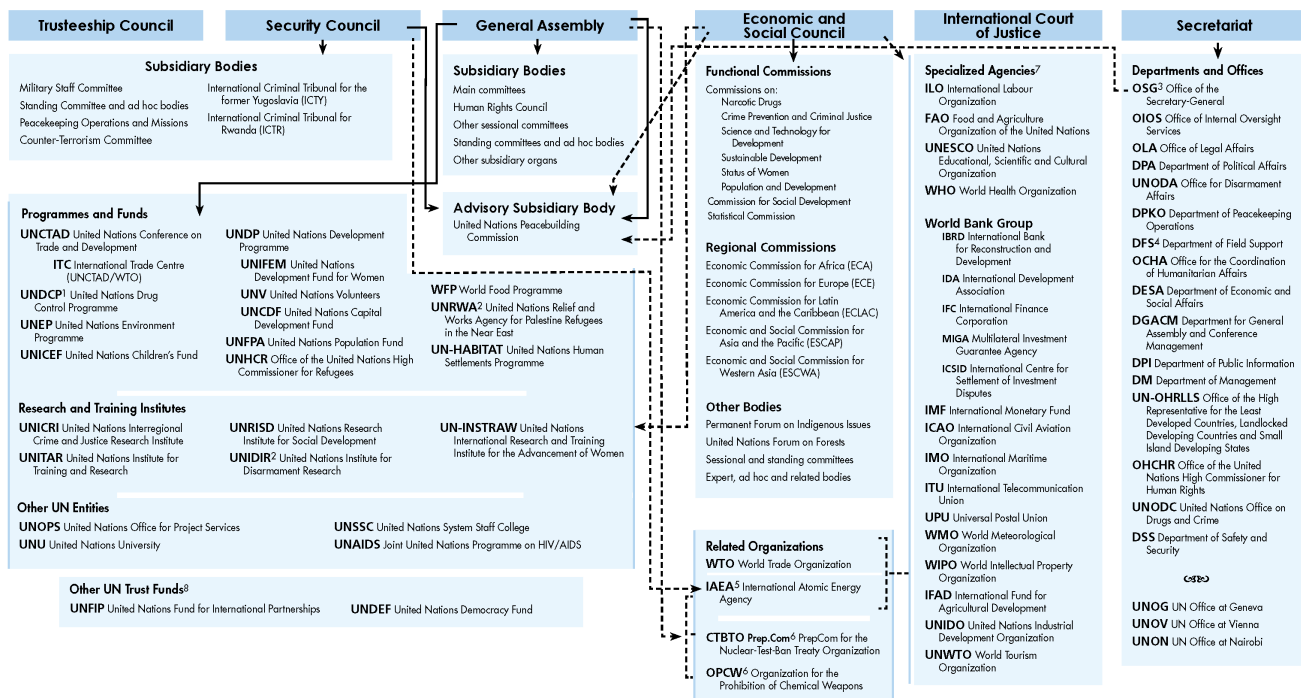 Trusteeship Council
Security Council
General Assembly
Economic and
Social Council
International Court
of Justice
Secretariat
Subsidiary Bodies
Military Staff Committee
Standing Committee and ad hoc bodies
Peacekeeping Operations and Missions
Counter-Terrorism Committee
International Criminal Tribunal for the
former Yugoslavia (ICTY)
International Criminal Tribunal for
Rwanda (ICTR)
Subsidiary Bodies
Main committees
Human Rights Council
Other sessional committees
Standing committees and ad hoc bodies
Other subsidiary organs
Advisory Subsidiary Body
United Nations Peacebuilding
Commission
Programmes and Funds
UNCTAD United Nations Conference on
Trade and Development
ITC International Trade Centre
(UNCTAD/WTO)
UNDCP1 United Nations Drug
Control Programme
UNEP United Nations Environment
Programme
UNICEF United Nations Children's Fund
UNDP United Nations Development
Programme
UNIFEM United Nations
Development Fund for Women
UNV United Nations Volunteers
UNCDF United Nations Capital
Development Fund
UNFPA United Nations Population Fund
UNHCR Office of the United Nations High
Commissioner for Refugees
WFP World Food Programme
UNRWA2 United Nations Relief and
Works Agency for Palestine Refugees
in the Near East
UN-HABITAT United Nations Human
Settlements Programme
Research and Training Institutes
UNICRI United Nations Interregional
Crime and Justice Research Institute
UNITAR United Nations Institute for
Training and Research
UNRISD United Nations Research
Institute for Social Development
UNIDIR2 United Nations Institute for
Disarmament Research
UN-INSTRAW United Nations
International Research and Training
Institute for the Advancement of Women
Other UN Entities
UNOPS United Nations Office for Project Services
UNU United Nations University
UNSSC United Nations System Staff College
UNAIDS Joint United Nations Programme on HIV/AIDS
Other UN Trust Funds8
UNFIP United Nations Fund for International Partnerships
UNDEF United Nations Democracy Fund
Functional Commissions
Commissions on:
Narcotic Drugs
Crime Prevention and Criminal Justice
Science and Technology for
Development
Sustainable Development
Status of Women
Population and Development
Commission for Social Development
Statistical Commission
Regional Commissions
Economic Commission for Africa (ECA)
Economic Commission for Europe (ECE)
Economic Commission for Latin
America and the Caribbean (ECLAC)
Economic and Social Commission for
Asia and the Pacific (ESCAP)
Economic and Social Commission for
Western Asia (ESCWA)
Other Bodies
Permanent Forum on Indigenous Issues
United Nations Forum on Forests
Sessional and standing committees
Expert, ad hoc and related bodies
Related Organizations
WTO World Trade Organization
IAEA5 International Atomic Energy
Agency
CTBTO Prep.Com6 PrepCom for the
Nuclear-Test-Ban Treaty Organization
OPCW6 Organization for the
Prohibition of Chemical Weapons
Specialized Agencies7
ILO International Labour
Organization
FAO Food and Agriculture
Organization of the United Nations
UNESCO United Nations
Educational, Scientific and Cultural
Organization
WHO World Health Organization
World Bank Group
IBRD International Bank
for Reconstruction and
Development
IDA International Development
Association
IFC International Finance
Corporation
MIGA Multilateral Investment
Guarantee Agency
ICSID International Centre for
Settlement of Investment
Disputes
IMF International Monetary Fund
ICAO International Civil Aviation
Organization
IMO International Maritime
Organization
ITU International Telecommunication
Union
UPU Universal Postal Union
WMO World Meteorological
Organization
WIPO World Intellectual Property
Organization
IFAD International Fund for
Agricultural Development
UNIDO United Nations Industrial
Development Organization
UNWTO World Tourism
Organization
Departments and Offices
OSG3 Office of the
Secretary-General
OIOS Office of Internal Oversight
Services
OLA Office of Legal Affairs
DPA Department of Political Affairs
UNODA Office for Disarmament
Affairs
DPKO Department of Peacekeeping
Operations
DFS4 Department of Field Support
OCHA Office for the Coordination
of Humanitarian Affairs
DESA Department of Economic and
Social Affairs
DGACM Department for General
Assembly and Conference
Management
DPI Department of Public Information
DM Department of Management
UN-OHRLLS Office of the High
Representative for the Least
Developed Countries, Landlocked
Developing Countries and Small
Island Developing States
OHCHR Office of the United
Nations High Commissioner for
Human Rights
UNODC United Nations Office on
Drugs and Crime
DSS Department of Safety and
Security
UNOG UN Office at Geneva
UNOV UN Office at Vienna
UNON UN Office at Nairobi